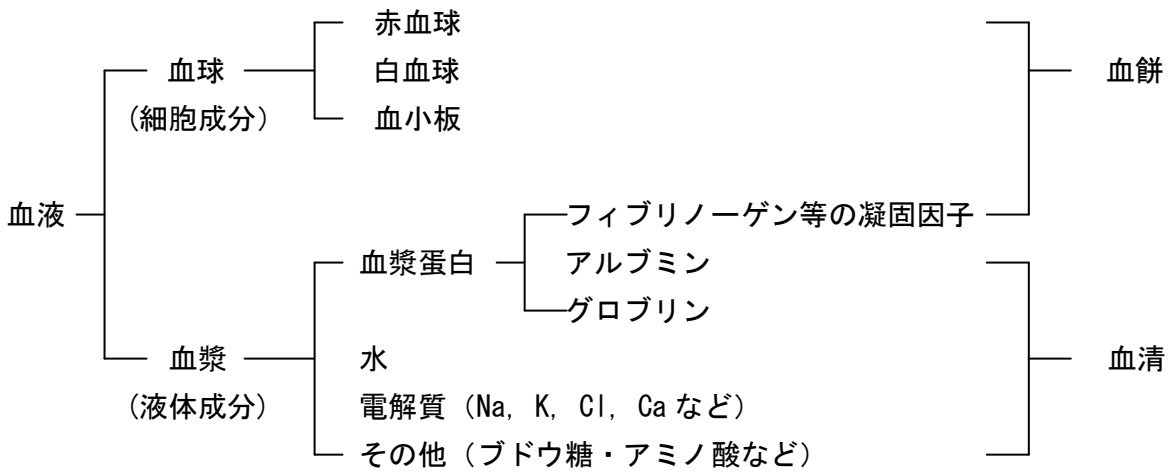 赤血球
血球 白血球 血餅
(細胞成分) 血小板
血液 フィブリノーゲン等の凝固因子
血漿蛋白 アルブミン
グロブリン
血漿 水 血清
(液体成分) 電解質（Na, K, Cl, Ca など）
その他（ブドウ糖・アミノ酸など）